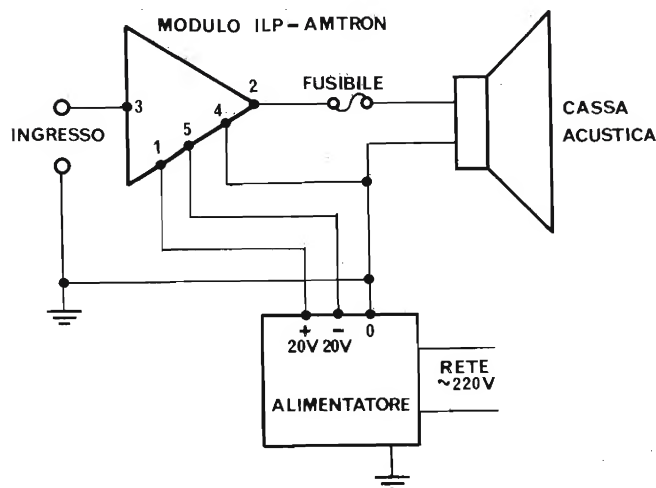 MODULO ILP-AMTRON
2
FUSIBILE
3
4
CASSA
ACUSTICA
INGRESSO
5
1
+ - 0
20V 20V
RETE
~220V
ALIMENTATORE